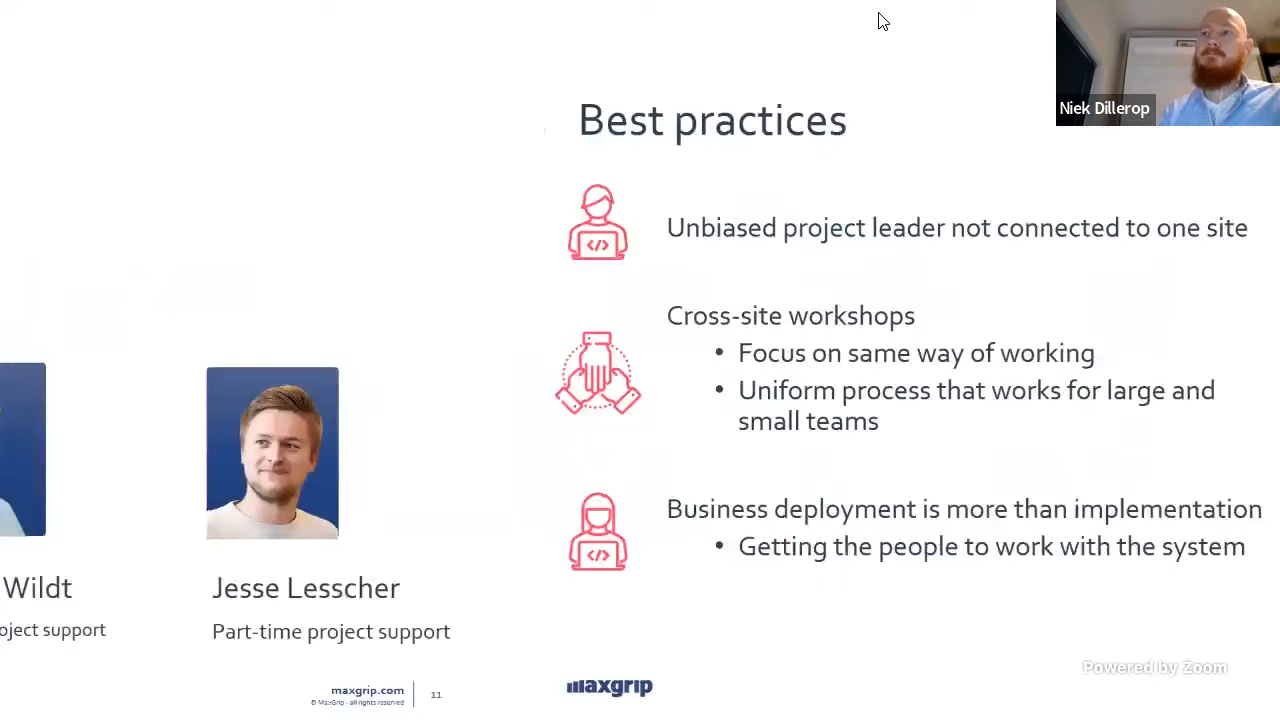 Niek Dillerop
Best practices
Unbiased project leader not connected to one site
Cross-site workshops
• Focus on same way of working
• Uniform process that works for large and
small teams
Business deployment is more than implementation
• Getting the people to work with the system
Wildt
oject support
Jesse Lesscher
Part-time project support
maxgrip.com
© MaxGrip - all rights reserved
11
maxgrip
Powered by Zoom